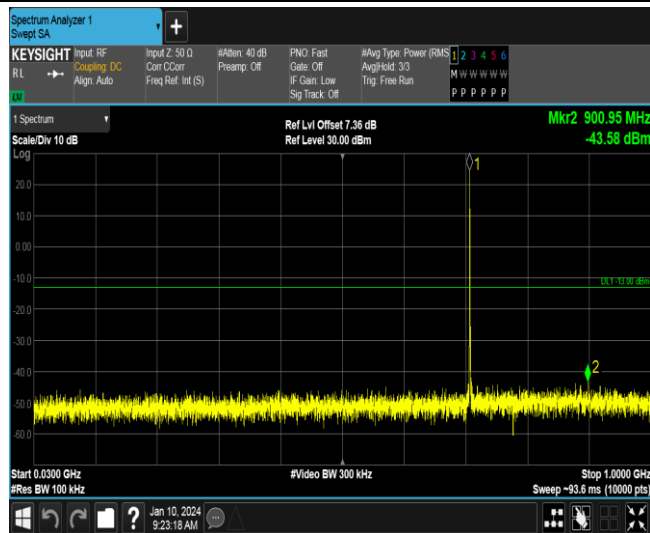 Spectrum Analyzer 1
Swept SA
KEYSIGHT
RL
Input: RF
Coupling: DC
Align: Auto
Input Z: 50 Ω
Corr CCorr
Freq Ref: Int (S)
#Atten: 40 dB
Preamp: Off
PNO: Fast
Gate: Off
IF Gain: Low
Sig Track: Off
#Avg Type: Power (RMS
Avg|Hold: 3/3
Trig: Free Run
1 2 3 4 5 6
M W W W W W
P P P P P P
1 Spectrum
Scale/Div 10 dB
Ref Lvl Offset 7.36 dB
Ref Level 30.00 dBm
Mkr2 900.95 MHz
-43.58 dBm
Log
1
20.0
10.0
0.00
-10.0
DL1 -13.00 dBm
-20.0
-30.0
-40.0
2
-50.0
-60.0
Start 0.0300 GHz
#Res BW 100 kHz
#Video BW 300 kHz
Stop 1.0000 GHz
Sweep ~93.6 ms (10000 pts)
?
Jan 10, 2024
9:23:18 AM